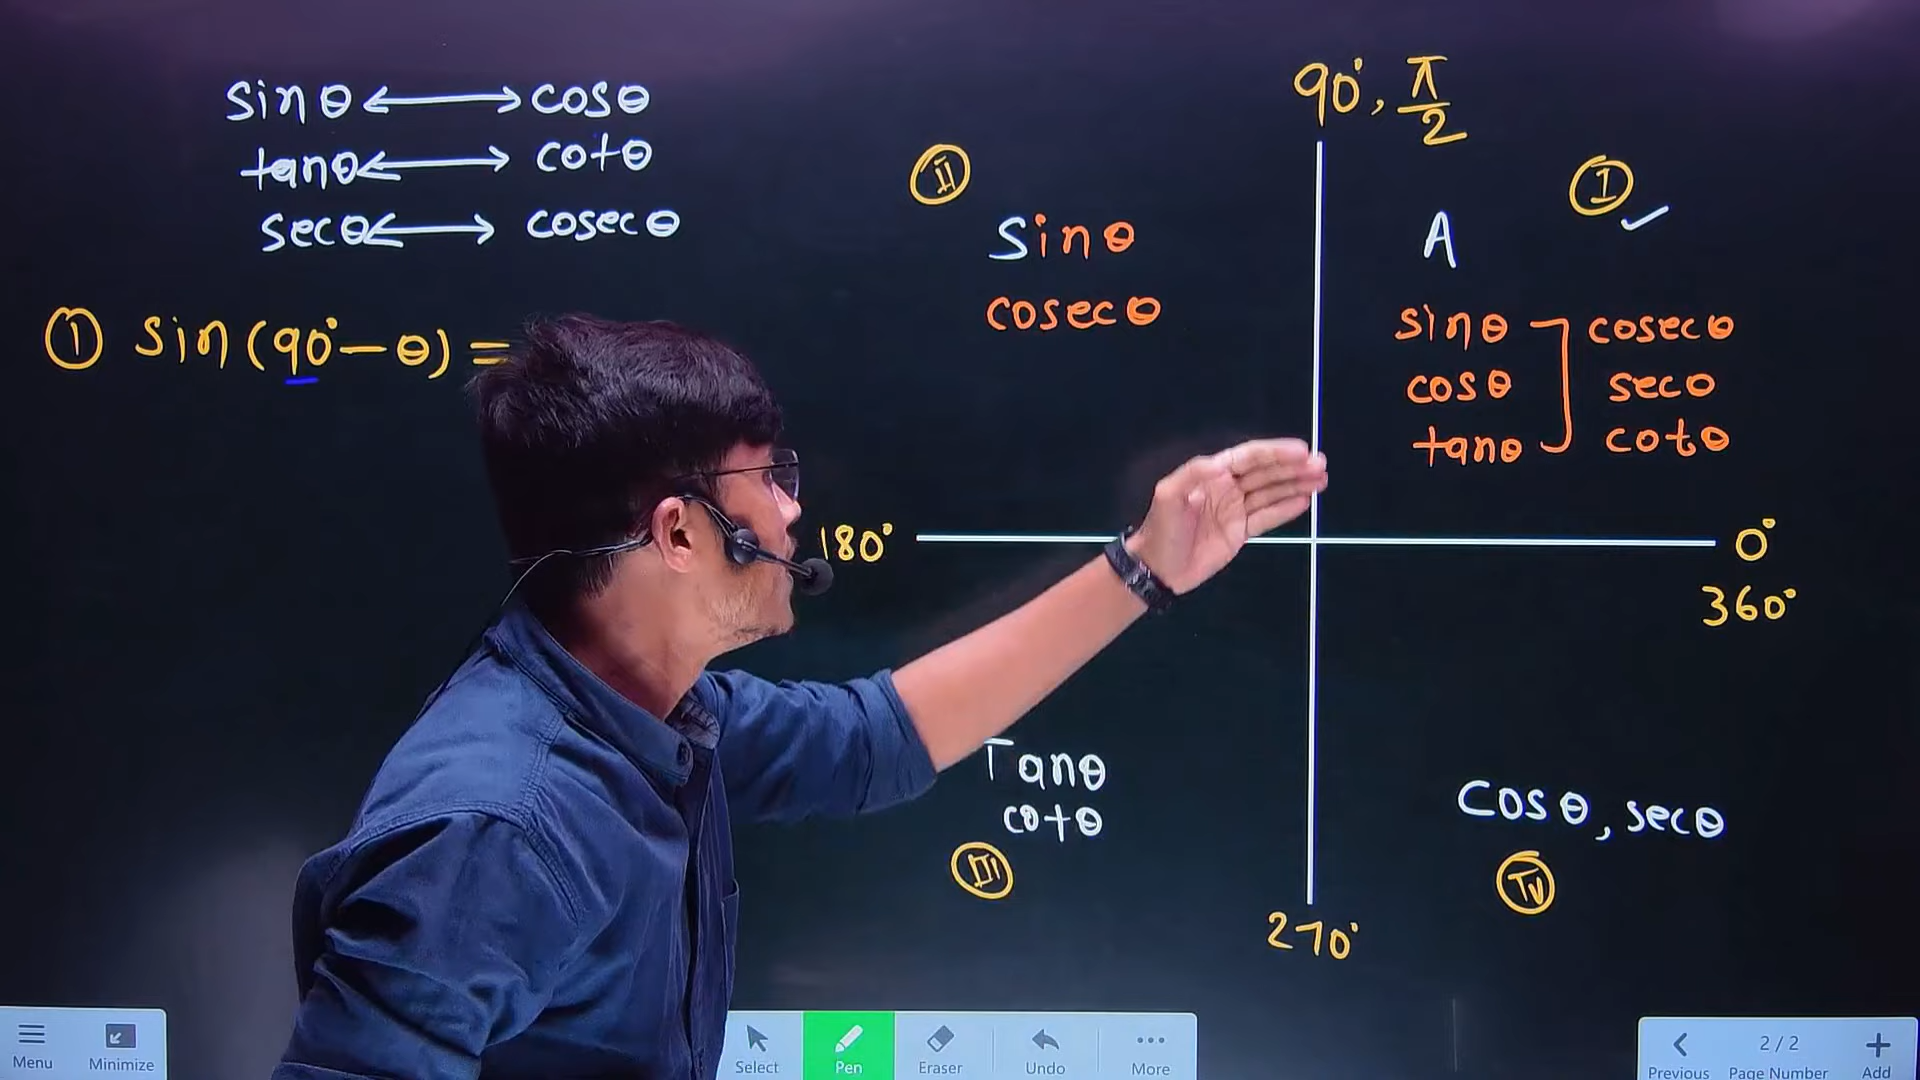 sinθ ⟷ cosθ
tanθ ⟷ cotθ
secθ ⟷ cosecθ
① sin(90°-θ) =
90°, π/2
Ⓘ
A
sinθ cosecθ
cosθ secθ
tanθ cotθ
II
sinθ
cosecθ
180°
0°
360°
Tanθ
cotθ
III
cosθ, secθ
IV
270°
Menu
Minimize
Select
Pen
Eraser
Undo
More
Previous
2 / 2
Page Number
Add